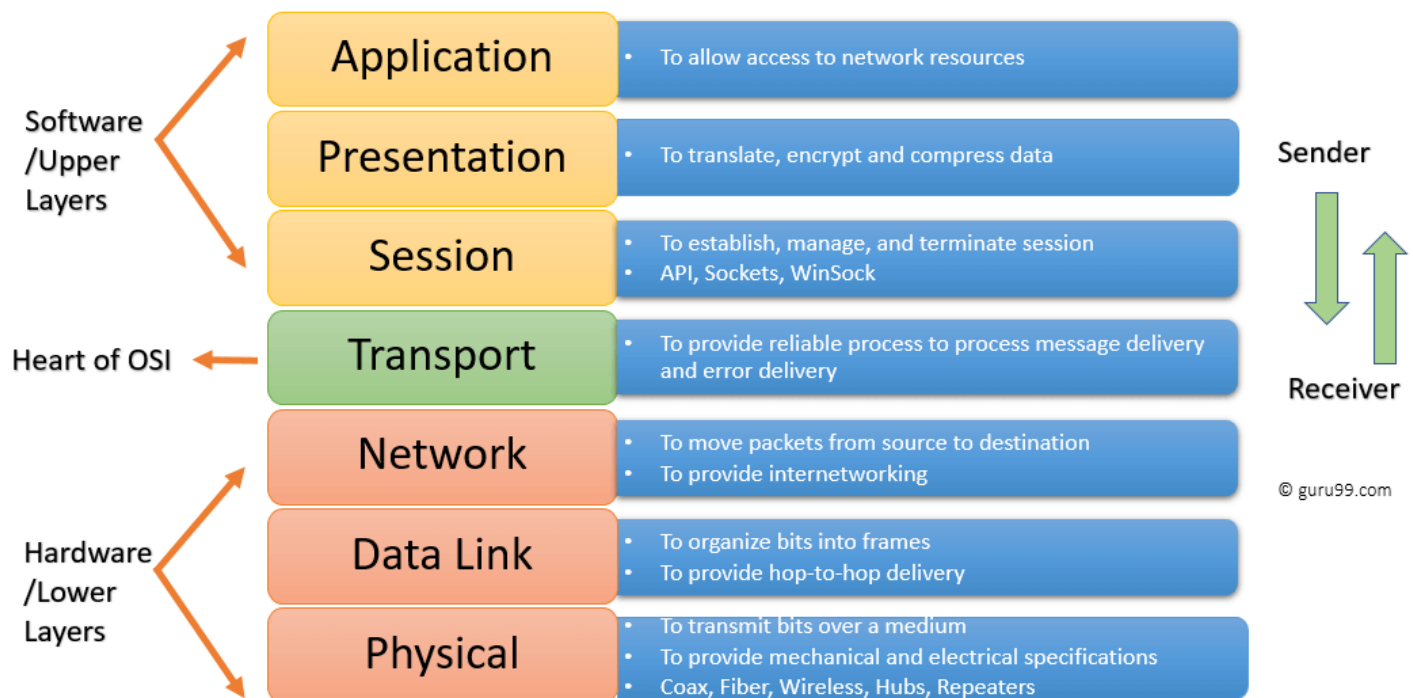 Application
• To allow access to network resources
Software
/Upper
Layers
Presentation
• To translate, encrypt and compress data
Sender
Session
• To establish, manage, and terminate session
• API, Sockets, WinSock
Heart of OSI
Transport
• To provide reliable process to process message delivery
and error delivery
Receiver
Network
• To move packets from source to destination
• To provide internetworking
© guru99.com
Hardware
/Lower
Layers
Data Link
• To organize bits into frames
• To provide hop-to-hop delivery
Physical
• To transmit bits over a medium
• To provide mechanical and electrical specifications
• Coax, Fiber, Wireless, Hubs, Repeaters